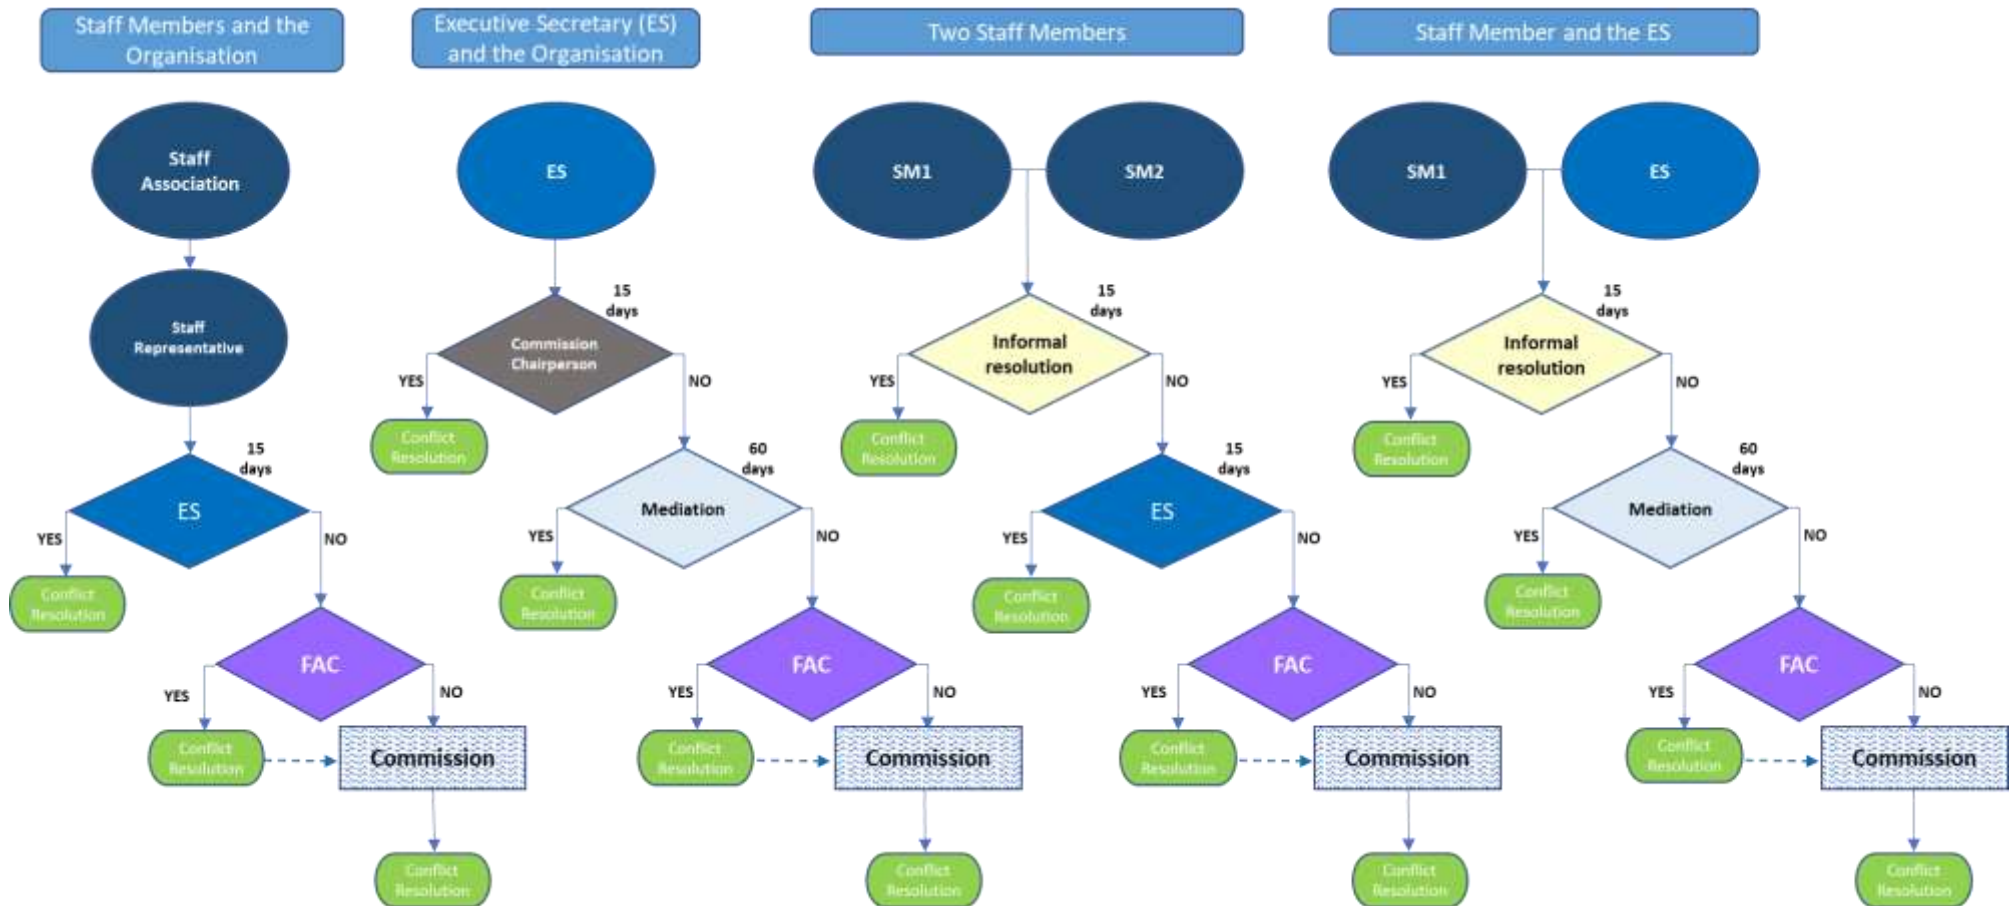 Staff Members and the
Organisation
Executive Secretary (ES)
and the Organisation
Two Staff Members
Staff Member and the ES
Staff
Association
ES
SM1
SM2
SM1
ES
Staff
Representative
15
days
Commission
Chairperson
YES
NO
Conflict
Resolution
15
days
Informal
resolution
YES
NO
Conflict
Resolution
15
days
Informal
resolution
YES
NO
Conflict
Resolution
15
days
ES
YES
NO
Conflict
Resolution
60
days
Mediation
YES
NO
Conflict
Resolution
15
days
ES
YES
NO
Conflict
Resolution
60
days
Mediation
YES
NO
Conflict
Resolution
FAC
YES
NO
Conflict
Resolution
Commission
Conflict
Resolution
FAC
YES
NO
Conflict
Resolution
Commission
Conflict
Resolution
FAC
YES
NO
Conflict
Resolution
Commission
Conflict
Resolution
FAC
YES
NO
Conflict
Resolution
Commission
Conflict
Resolution